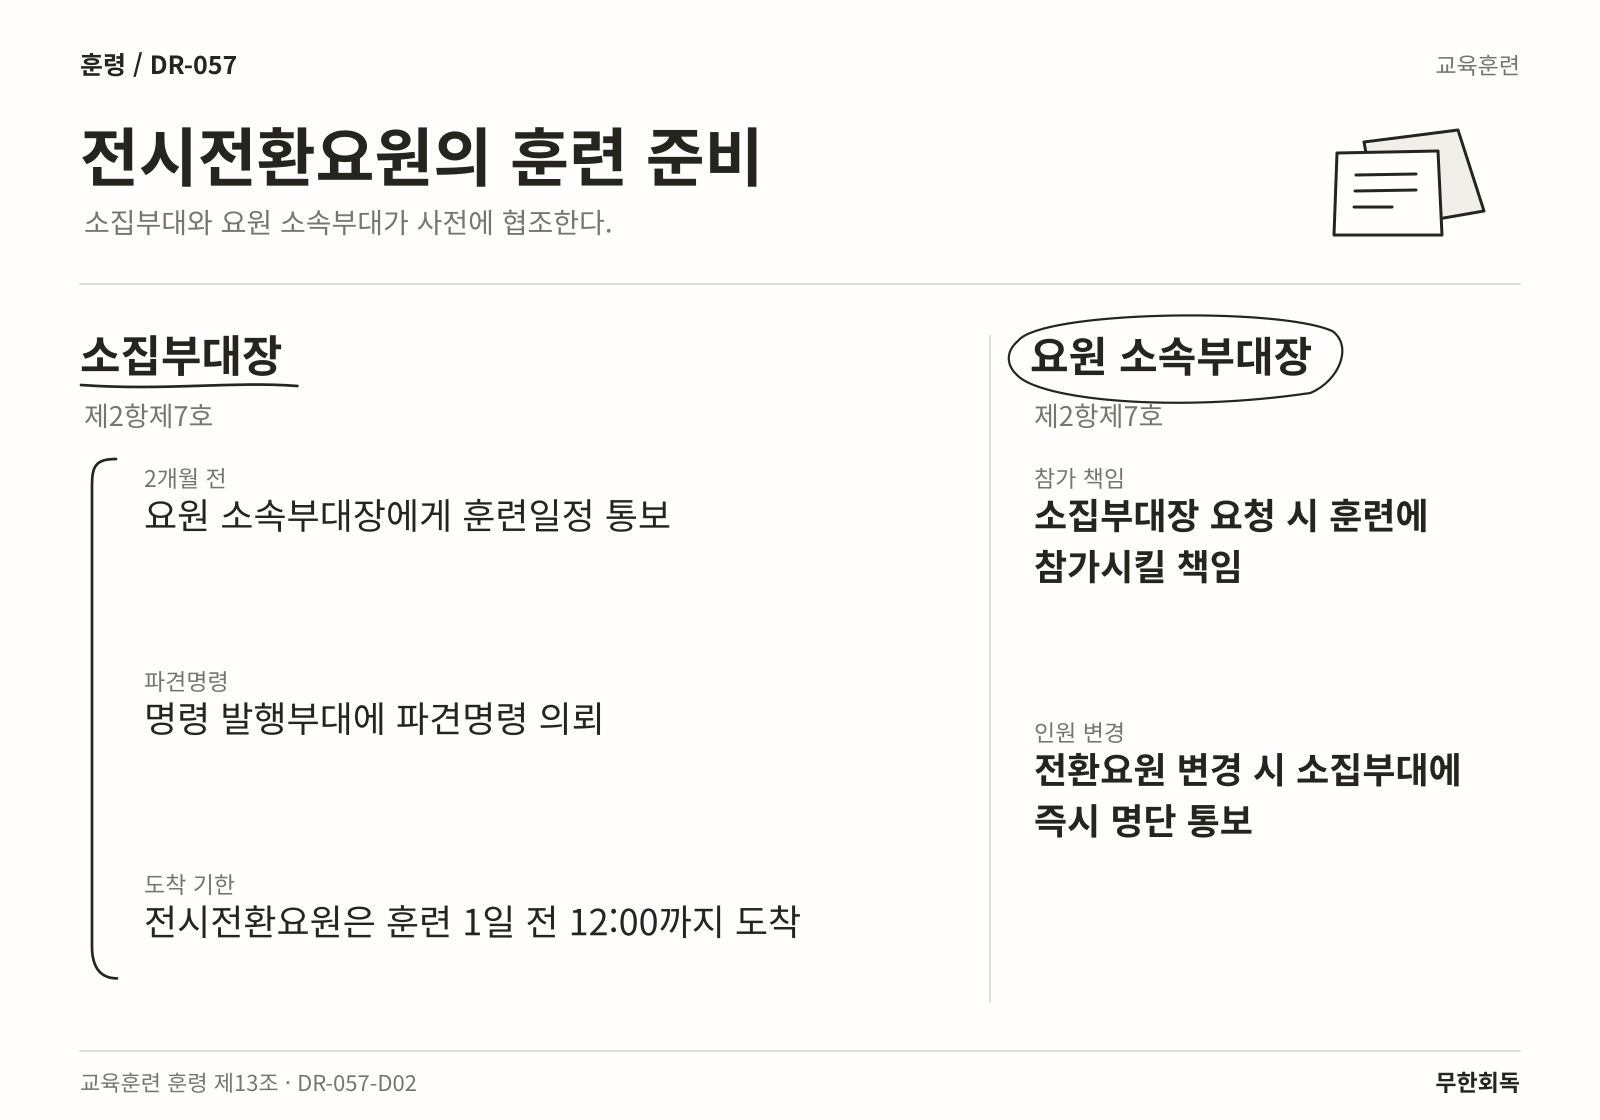 훈령 / DR-057
교육훈련
전시전환요원의 훈련 준비
소집부대와 요원 소속부대가 사전에 협조한다.
소집부대장
제2항제7호
2개월 전
요원 소속부대장에게 훈련일정 통보
파견명령
명령 발행부대에 파견명령 의뢰
도착 기한
전시전환요원은 훈련 1일 전 12:00까지 도착
요원 소속부대장
제2항제7호
참가 책임
소집부대장 요청 시 훈련에
참가시킬 책임
인원 변경
전환요원 변경 시 소집부대에
즉시 명단 통보
교육훈련 훈령 제13조 · DR-057-D02
무한회독